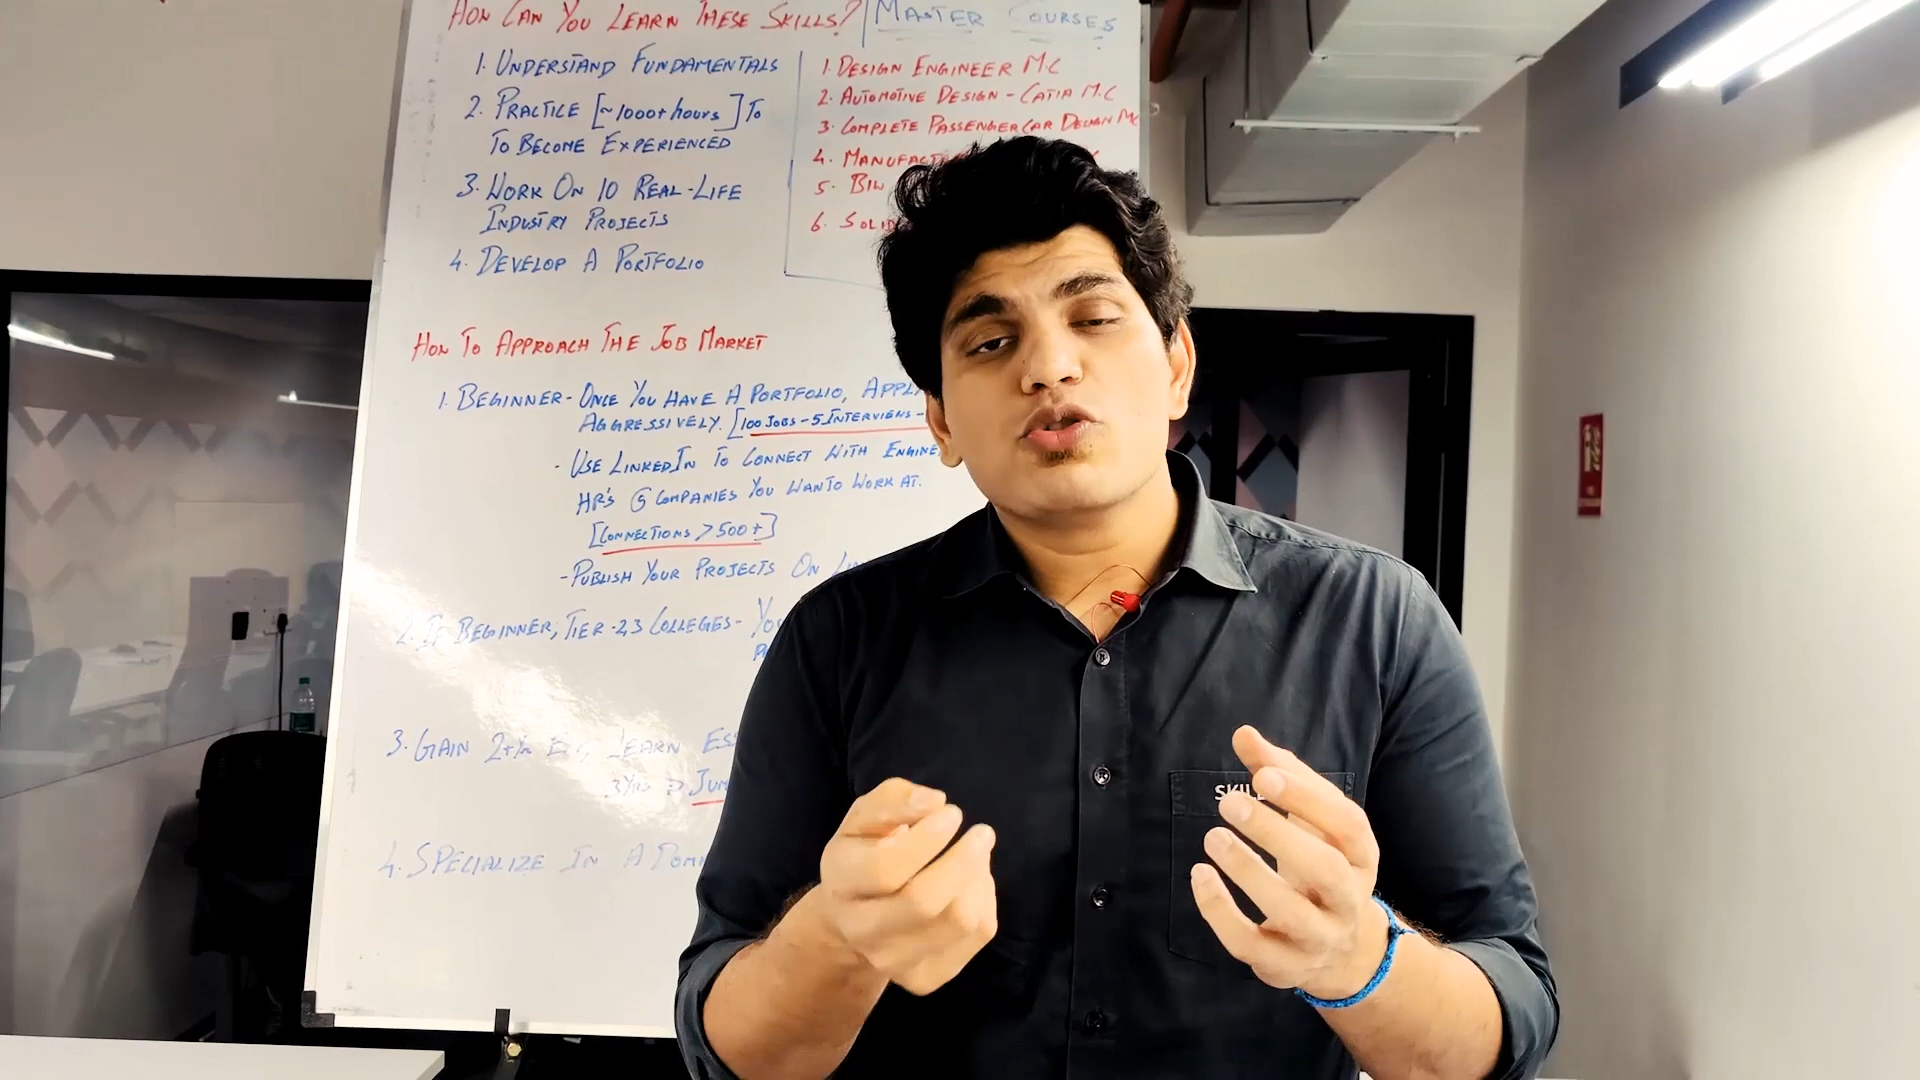 HOW CAN YOU LEARN THESE SKILLS?
1. UNDERSTAND FUNDAMENTALS
2. PRACTICE [~1000+ hours] TO
TO BECOME EXPERIENCED
3. WORK ON 10 REAL-LIFE
INDUSTRY PROJECTS
4. DEVELOP A PORTFOLIO
MASTER COURSES
1. DESIGN ENGINEER M.C
2. AUTOMOTIVE DESIGN - CATIA M.C
3. COMPLETE PASSENGER CAR DESIGN MC
4.
5. BIW
6.
HOW TO APPROACH THE JOB MARKET
1. BEGINNER - ONCE YOU HAVE A PORTFOLIO,
AGGRESSIVELY. [100 JOBS - 5 INTERVIEWS -
- USE LINKEDIN TO CONNECT WITH
HR'S @ COMPANIES YOU WANTO WORK AT.
[CONNECTIONS > 500+]
- PUBLISH YOUR PROJECTS ON
2. IF BEGINNER, TIER-23 COLLEGES -
3. GAIN 2+ LEARN
3 YRS
4. SPECIALIZE IN A